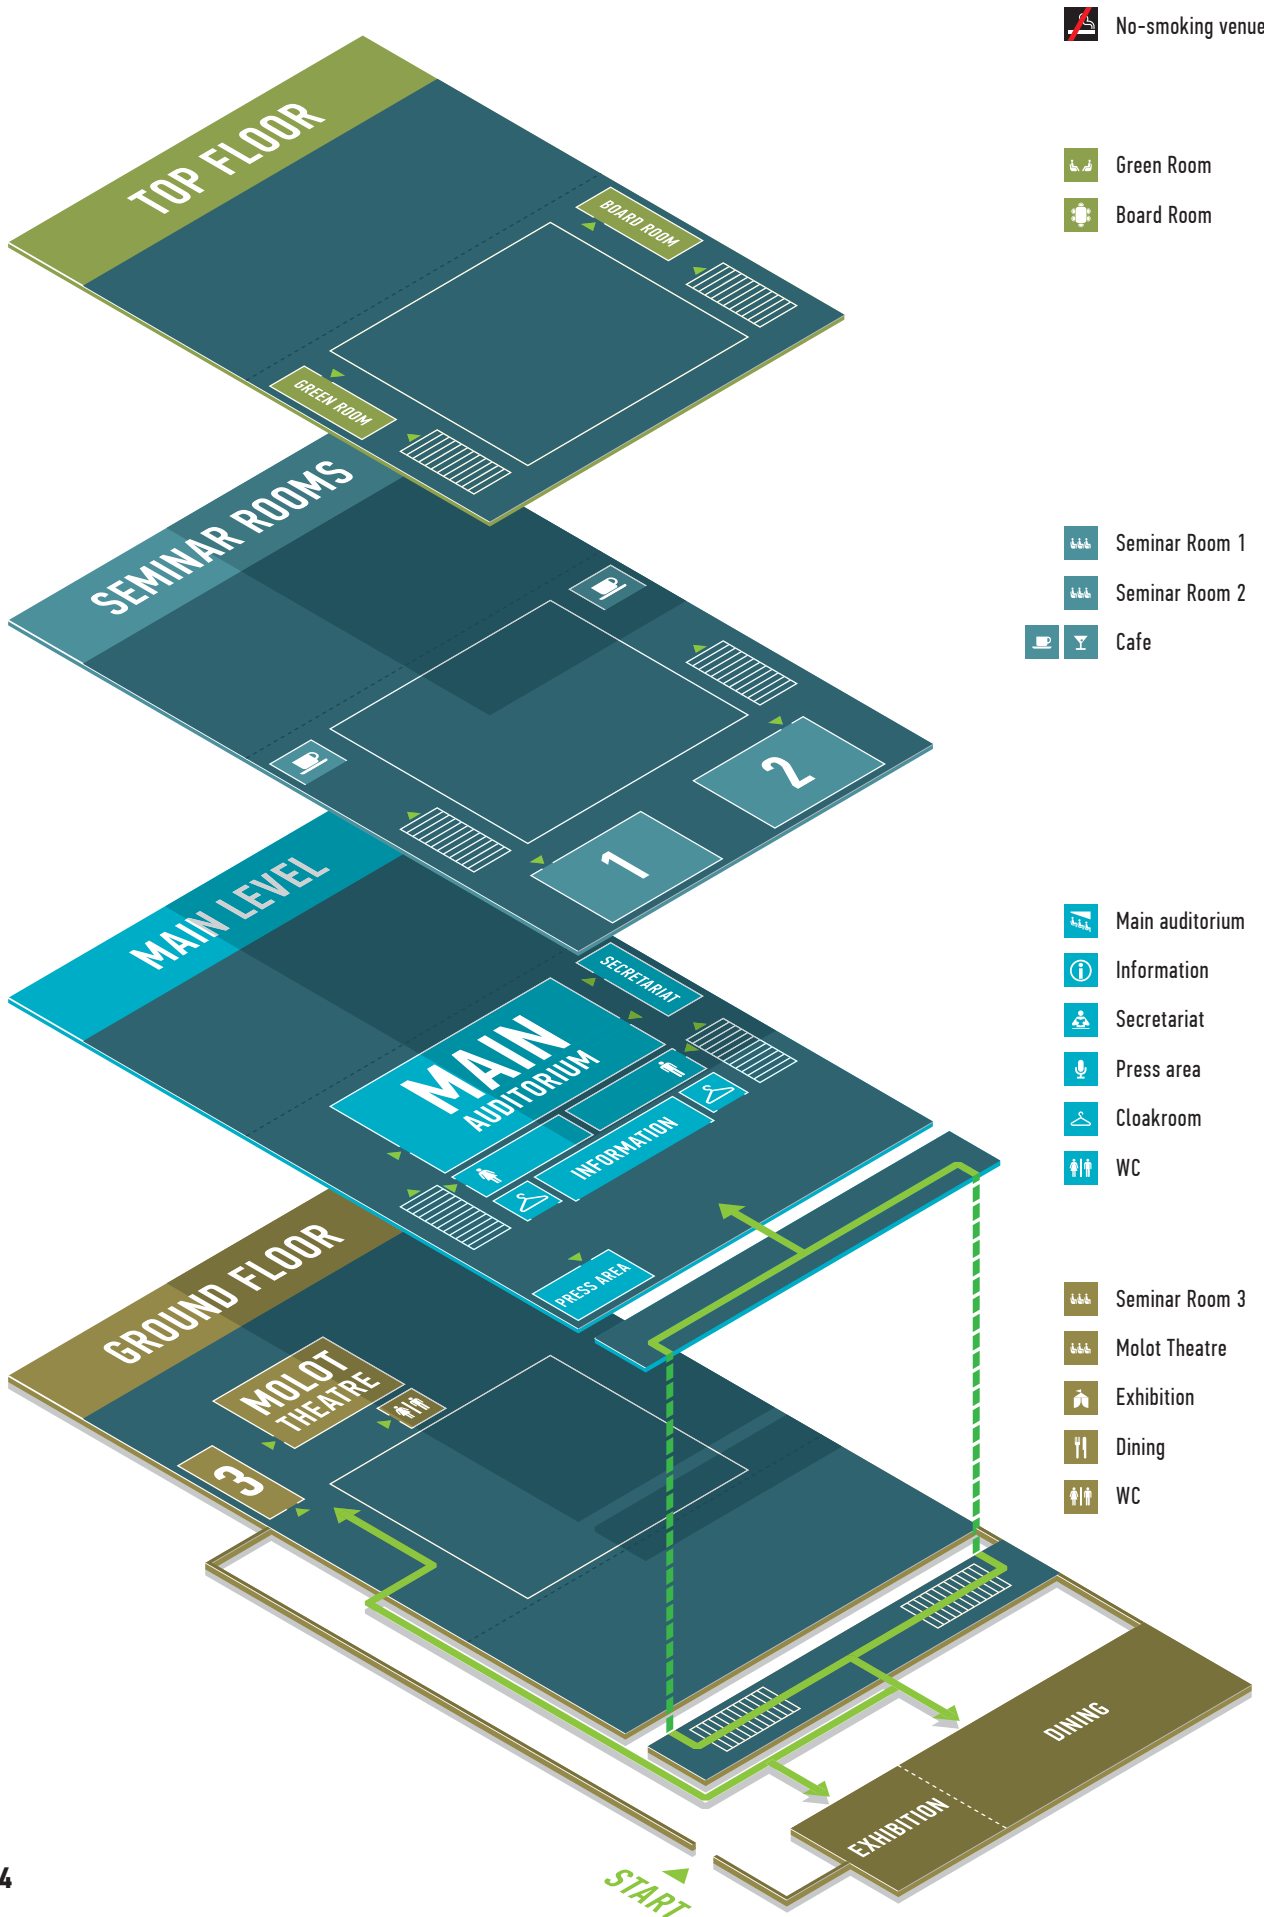 No-smoking venue
TOP FLOOR
BOARD ROOM
GREEN ROOM
Green Room
Board Room
SEMINAR ROOMS
2
1
Seminar Room 1
Seminar Room 2
Cafe
MAIN LEVEL
SECRETARIAT
MAIN
AUDITORIUM
INFORMATION
PRESS AREA
Main auditorium
Information
Secretariat
Press area
Cloakroom
WC
GROUND FLOOR
MOLOT
THEATRE
3
DINING
EXHIBITION
START
Seminar Room 3
Molot Theatre
Exhibition
Dining
WC
4